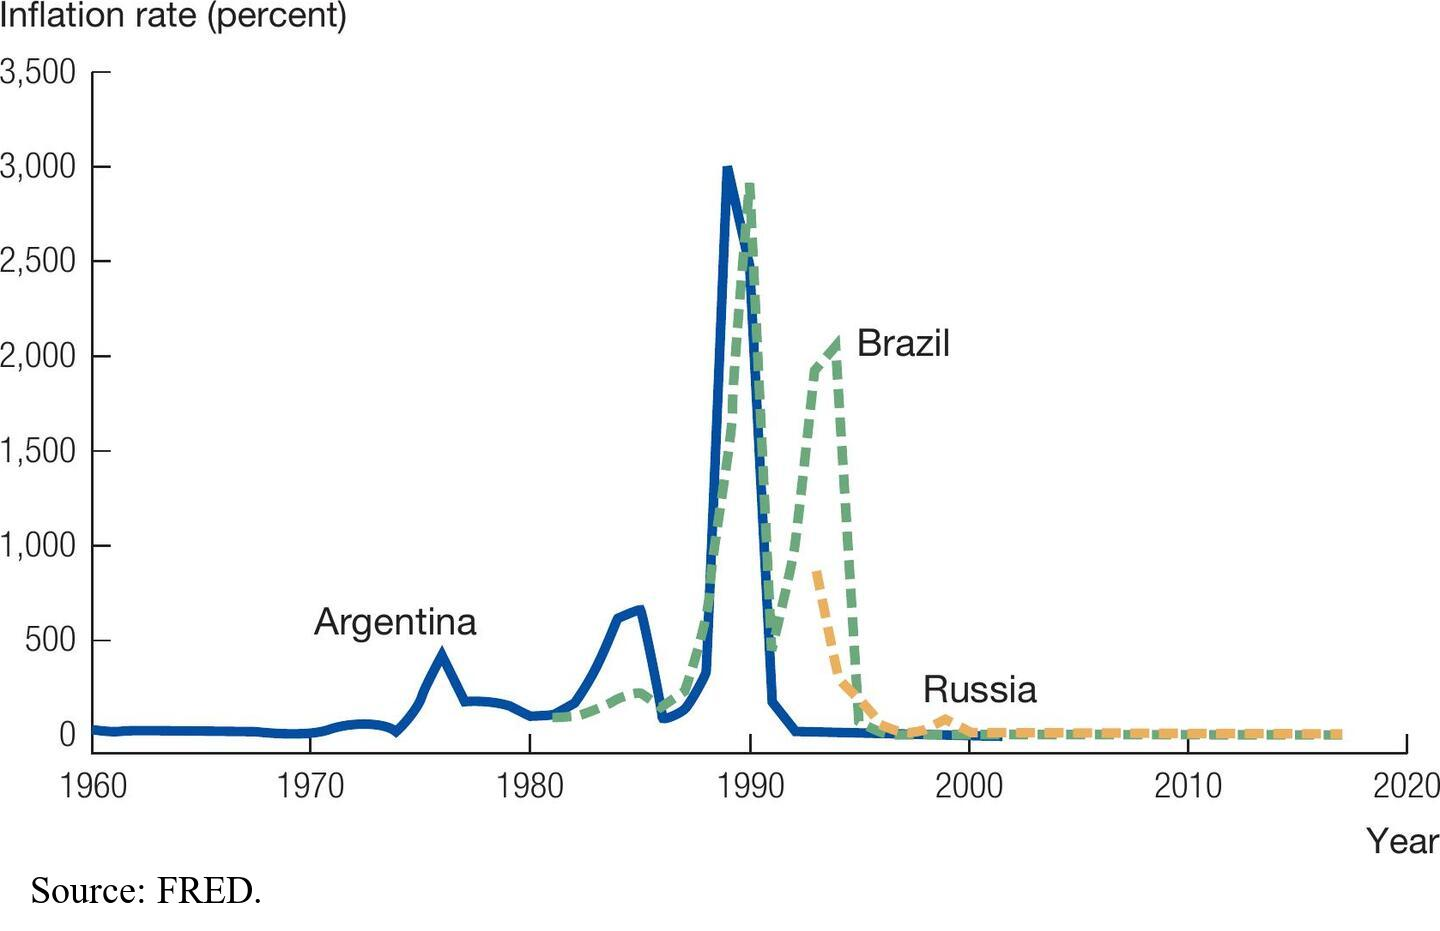 Inflation rate (percent)
3,500
3,000
2,500
2,000
Brazil
1,500
1,000
Argentina
500
Russia
0
1960 1970 1980 1990 2000 2010 2020
Year
Source: FRED.